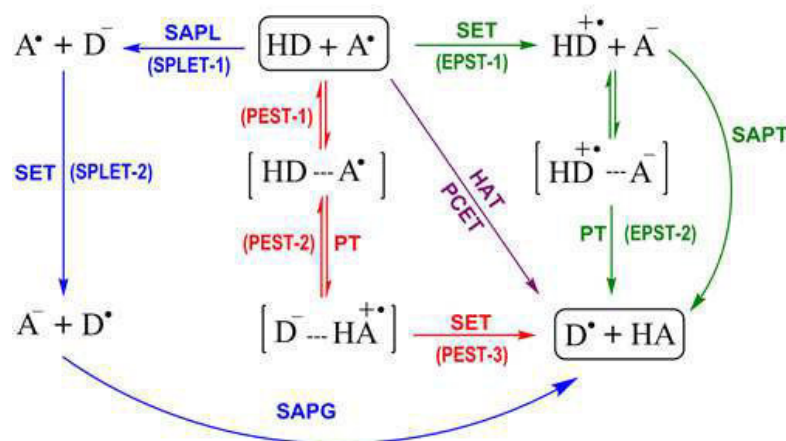 A• + D⁻
SAPL
(SPLET-1)
HD + A•
SET
(EPST-1)
HD⁺• + A⁻
(PEST-1)
SET
(SPLET-2)
[HD --- A•]
HAT
PCET
[HD⁺• --- A⁻]
SAPT
(PEST-2)
PT
PT
(EPST-2)
A⁻ + D•
[D⁻ --- HA⁺•]
SET
(PEST-3)
D• + HA
SAPG